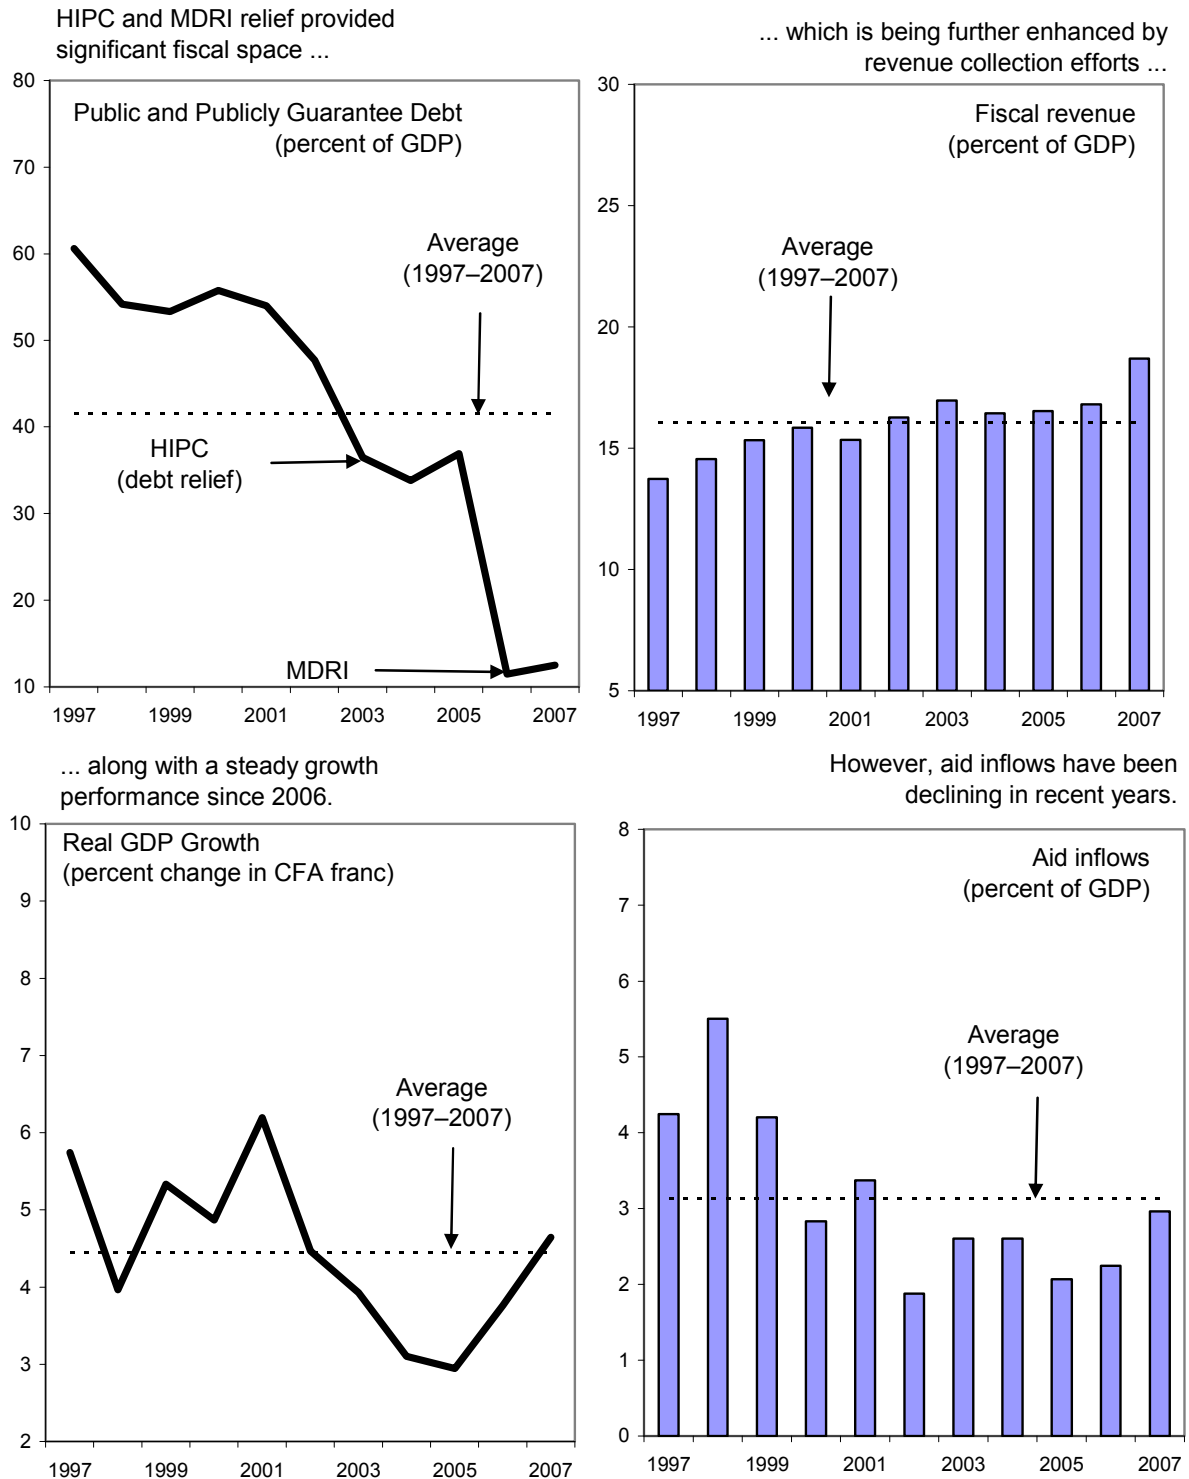 HIPC and MDRI relief provided
significant fiscal space ...
80
70
60
50
40
30
20
10
Public and Publicly Guarantee Debt
(percent of GDP)
Average
(1997–2007)
HIPC
(debt relief)
MDRI
1997 1999 2001 2003 2005 2007
... which is being further enhanced by
revenue collection efforts ...
30
25
20
15
10
5
Fiscal revenue
(percent of GDP)
Average
(1997–2007)
1997 1999 2001 2003 2005 2007
... along with a steady growth
performance since 2006.
10
9
8
7
6
5
4
3
2
Real GDP Growth
(percent change in CFA franc)
Average
(1997–2007)
1997 1999 2001 2003 2005 2007
However, aid inflows have been
declining in recent years.
8
7
6
5
4
3
2
1
0
Aid inflows
(percent of GDP)
Average
(1997–2007)
1997 1999 2001 2003 2005 2007